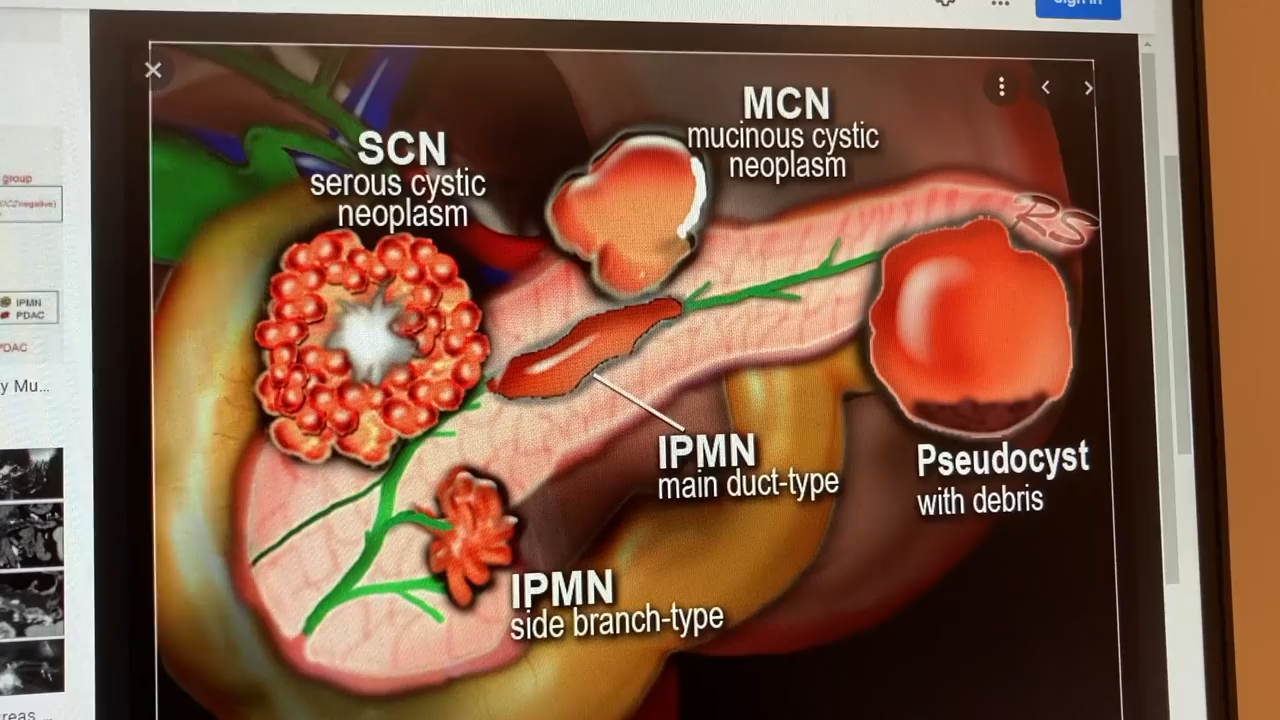 Sign in
MCN
mucinous cystic
neoplasm
SCN
serous cystic
neoplasm
RS
group
negative)
IPMN
PDAC
PDAC
y Mu...
IPMN
main duct-type
Pseudocyst
with debris
IPMN
side branch-type
reas ...